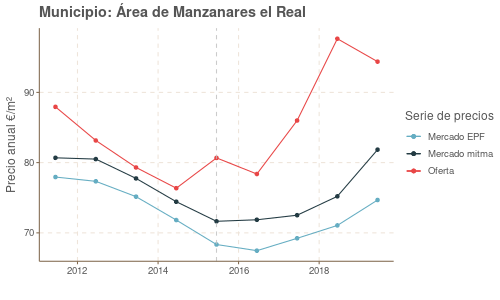 Municipio: Área de Manzanares el Real
Precio anual €/m²
90
80
70
2012
2014
2016
2018
Serie de precios
Mercado EPF
Mercado mitma
Oferta